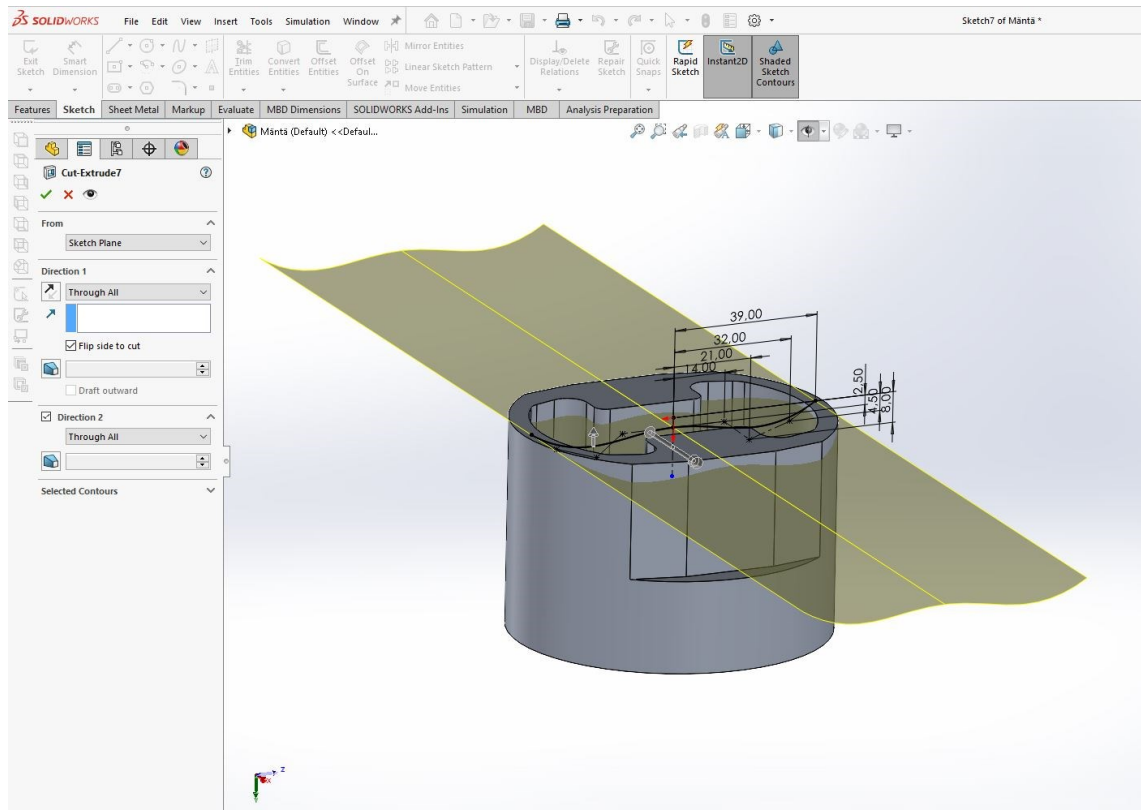 SOLIDWORKS File Edit View Insert Tools Simulation Window
Sketch7 of Mäntä *
Exit Sketch
Smart Dimension
Trim Entities
Convert Entities
Offset Entities
Offset On Surface
Mirror Entities
Linear Sketch Pattern
Move Entities
Display/Delete Relations
Repair Sketch
Quick Snaps
Rapid Sketch
Instant2D
Shaded Sketch Contours
Features Sketch Sheet Metal Markup Evaluate MBD Dimensions SOLIDWORKS Add-Ins Simulation MBD Analysis Preparation
Mäntä (Default) <<Defaul...
Cut-Extrude7
From
Sketch Plane
Direction 1
Through All
Flip side to cut
Draft outward
Direction 2
Through All
Selected Contours
39,00
32,00
21,00
14,00
2,50
4,50
8,00
z
x
y